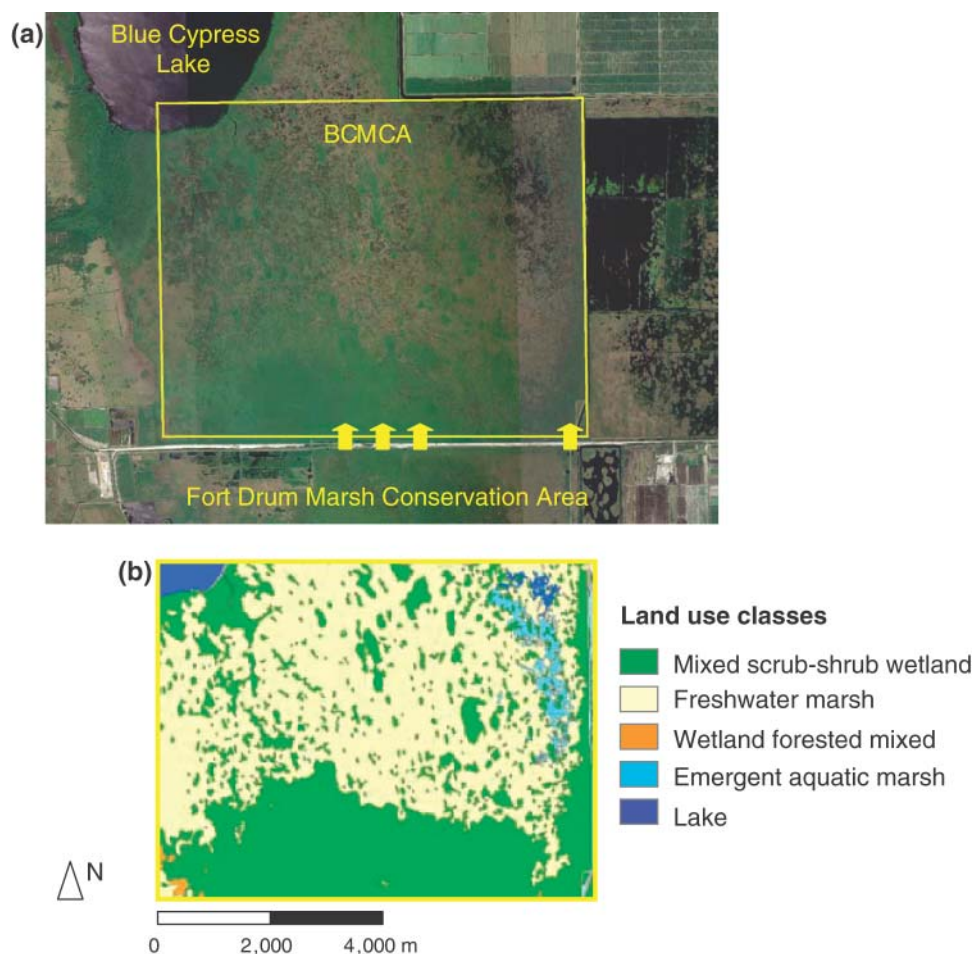 (a)
Blue Cypress
Lake
BCMCA
Fort Drum Marsh Conservation Area
(b)
Land use classes
Mixed scrub-shrub wetland
Freshwater marsh
Wetland forested mixed
Emergent aquatic marsh
Lake
N
0 2,000 4,000 m